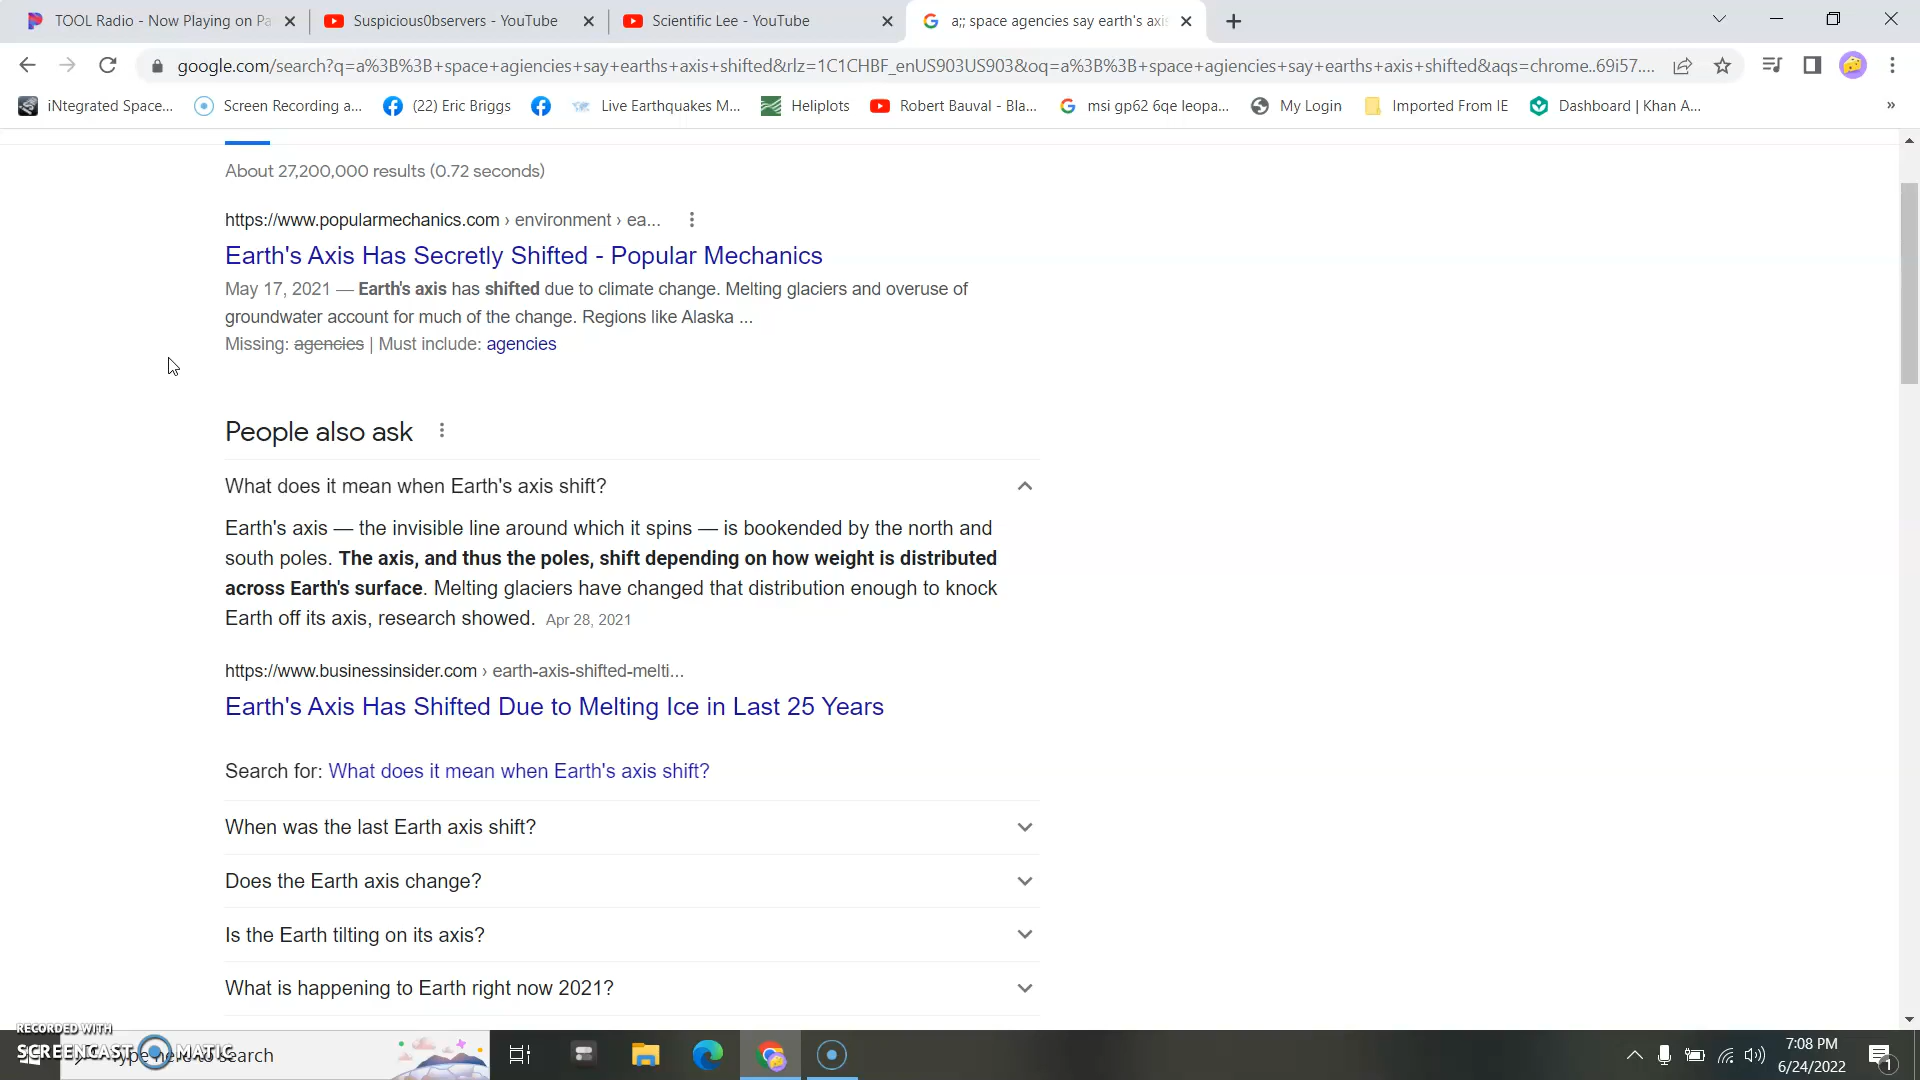 TOOL Radio - Now Playing on Pa
Suspicious0bservers - YouTube
Scientific Lee - YouTube
a;; space agencies say earth's axis
google.com/search?q=a%3B%3B+space+agiencies+say+earths+axis+shifted&rlz=1C1CHBF_enUS903US903&oq=a%3B%3B+space+agiencies+say+earths+axis+shifted&aqs=chrome..69i57....
iNtegrated Space...
Screen Recording a...
(22) Eric Briggs
Live Earthquakes M...
Heliplots
Robert Bauval - Bla...
msi gp62 6qe leopa...
My Login
Imported From IE
Dashboard | Khan A...
»
About 27,200,000 results (0.72 seconds)
https://www.popularmechanics.com › environment › ea...
Earth's Axis Has Secretly Shifted - Popular Mechanics
May 17, 2021 — Earth's axis has shifted due to climate change. Melting glaciers and overuse of
groundwater account for much of the change. Regions like Alaska ...
Missing: agencies | Must include: agencies
People also ask
What does it mean when Earth's axis shift?
Earth's axis — the invisible line around which it spins — is bookended by the north and
south poles. The axis, and thus the poles, shift depending on how weight is distributed
across Earth's surface. Melting glaciers have changed that distribution enough to knock
Earth off its axis, research showed. Apr 28, 2021
https://www.businessinsider.com › earth-axis-shifted-melti...
Earth's Axis Has Shifted Due to Melting Ice in Last 25 Years
Search for: What does it mean when Earth's axis shift?
When was the last Earth axis shift?
Does the Earth axis change?
Is the Earth tilting on its axis?
What is happening to Earth right now 2021?
RECORDED WITH
SCREENCAST MATIC
Type here to search
7:08 PM
6/24/2022
1